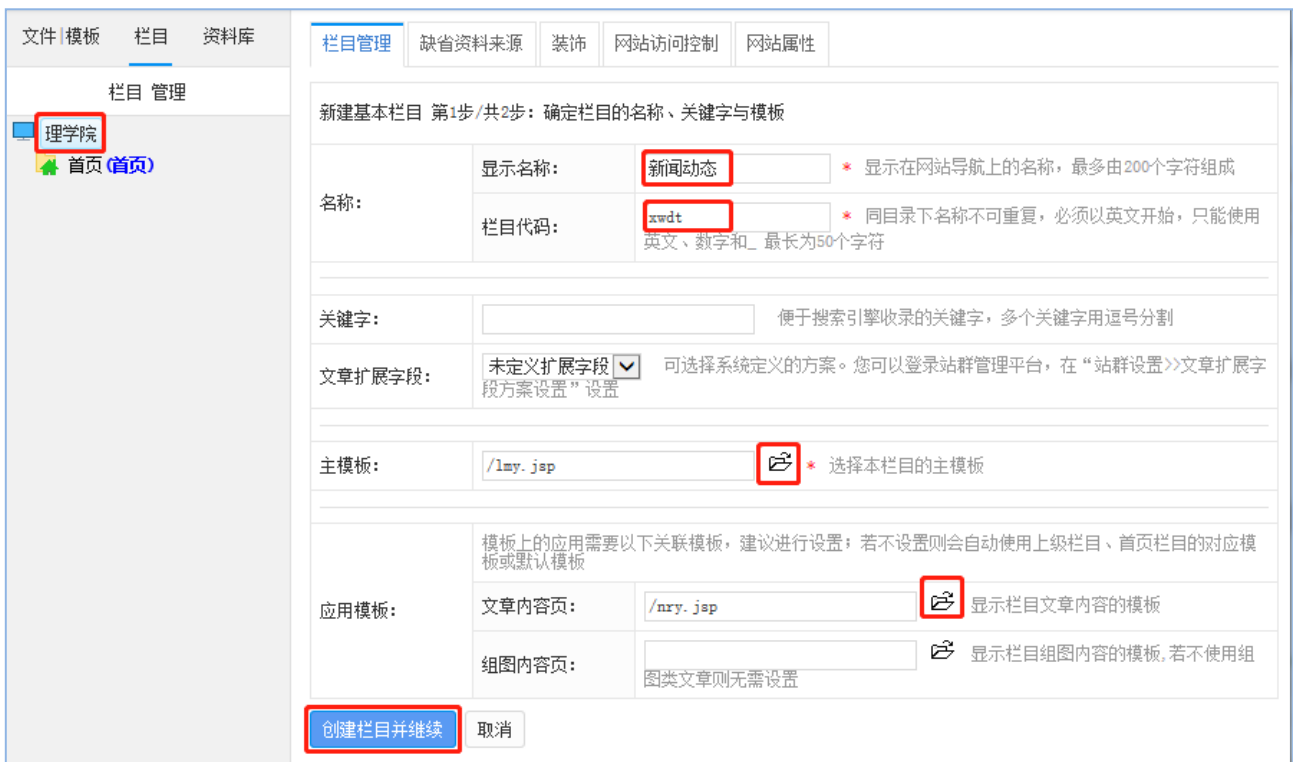 文件|模板 栏目 资料库
栏目 管理
理学院
首页(首页)
栏目管理 缺省资料来源 装饰 网站访问控制 网站属性
新建基本栏目 第1步/共2步：确定栏目的名称、关键字与模板
名称：
显示名称： 新闻动态 * 显示在网站导航上的名称，最多由200个字符组成
栏目代码： xwdt * 同目录下名称不可重复，必须以英文开始，只能使用
英文、数字和_ 最长为50个字符
关键字： 便于搜索引擎收录的关键字，多个关键字用逗号分割
文章扩展字段： 未定义扩展字段 可选择系统定义的方案。您可以登录站群管理平台，在“站群设置>>文章扩展字
段方案设置”设置
主模板： /lmy.jsp * 选择本栏目的主模板
应用模板：
模板上的应用需要以下关联模板，建议进行设置；若不设置则会自动使用上级栏目、首页栏目的对应模
板或默认模板
文章内容页： /nry.jsp 显示栏目文章内容的模板
组图内容页： 显示栏目组图内容的模板,若不使用组
图类文章则无需设置
创建栏目并继续 取消